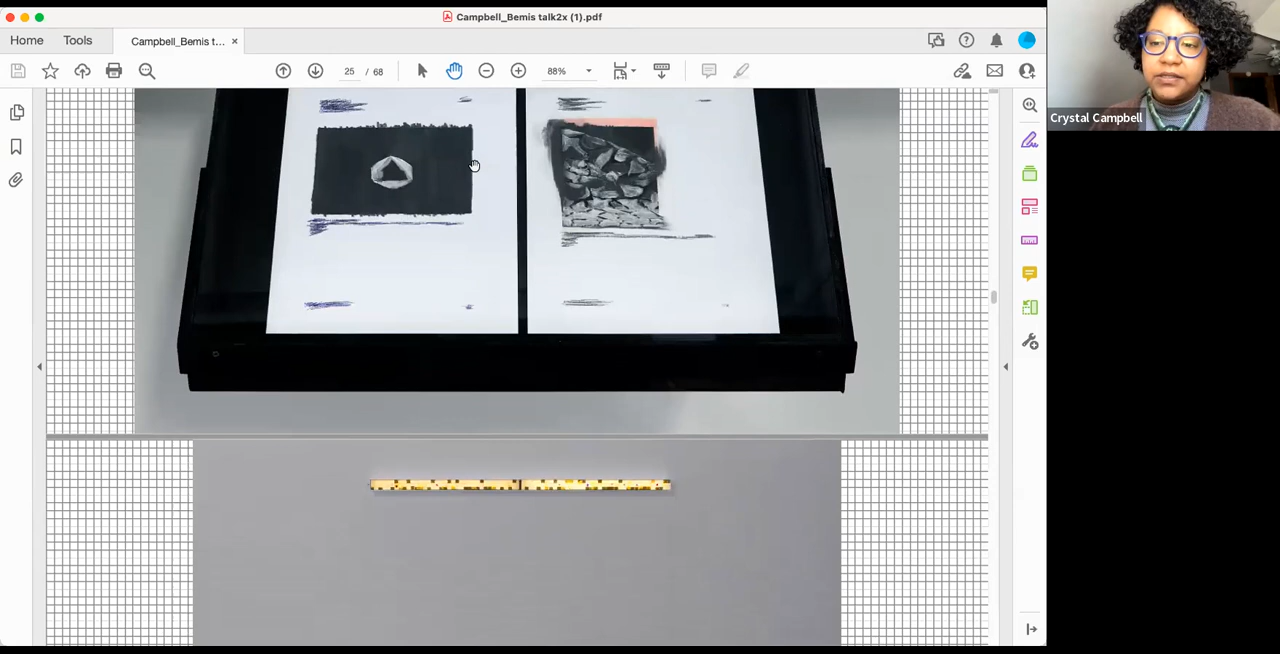 Campbell_Bemis talk2x (1).pdf
Home Tools Campbell_Bemis t... ×
25 / 68 88%
Crystal Campbell